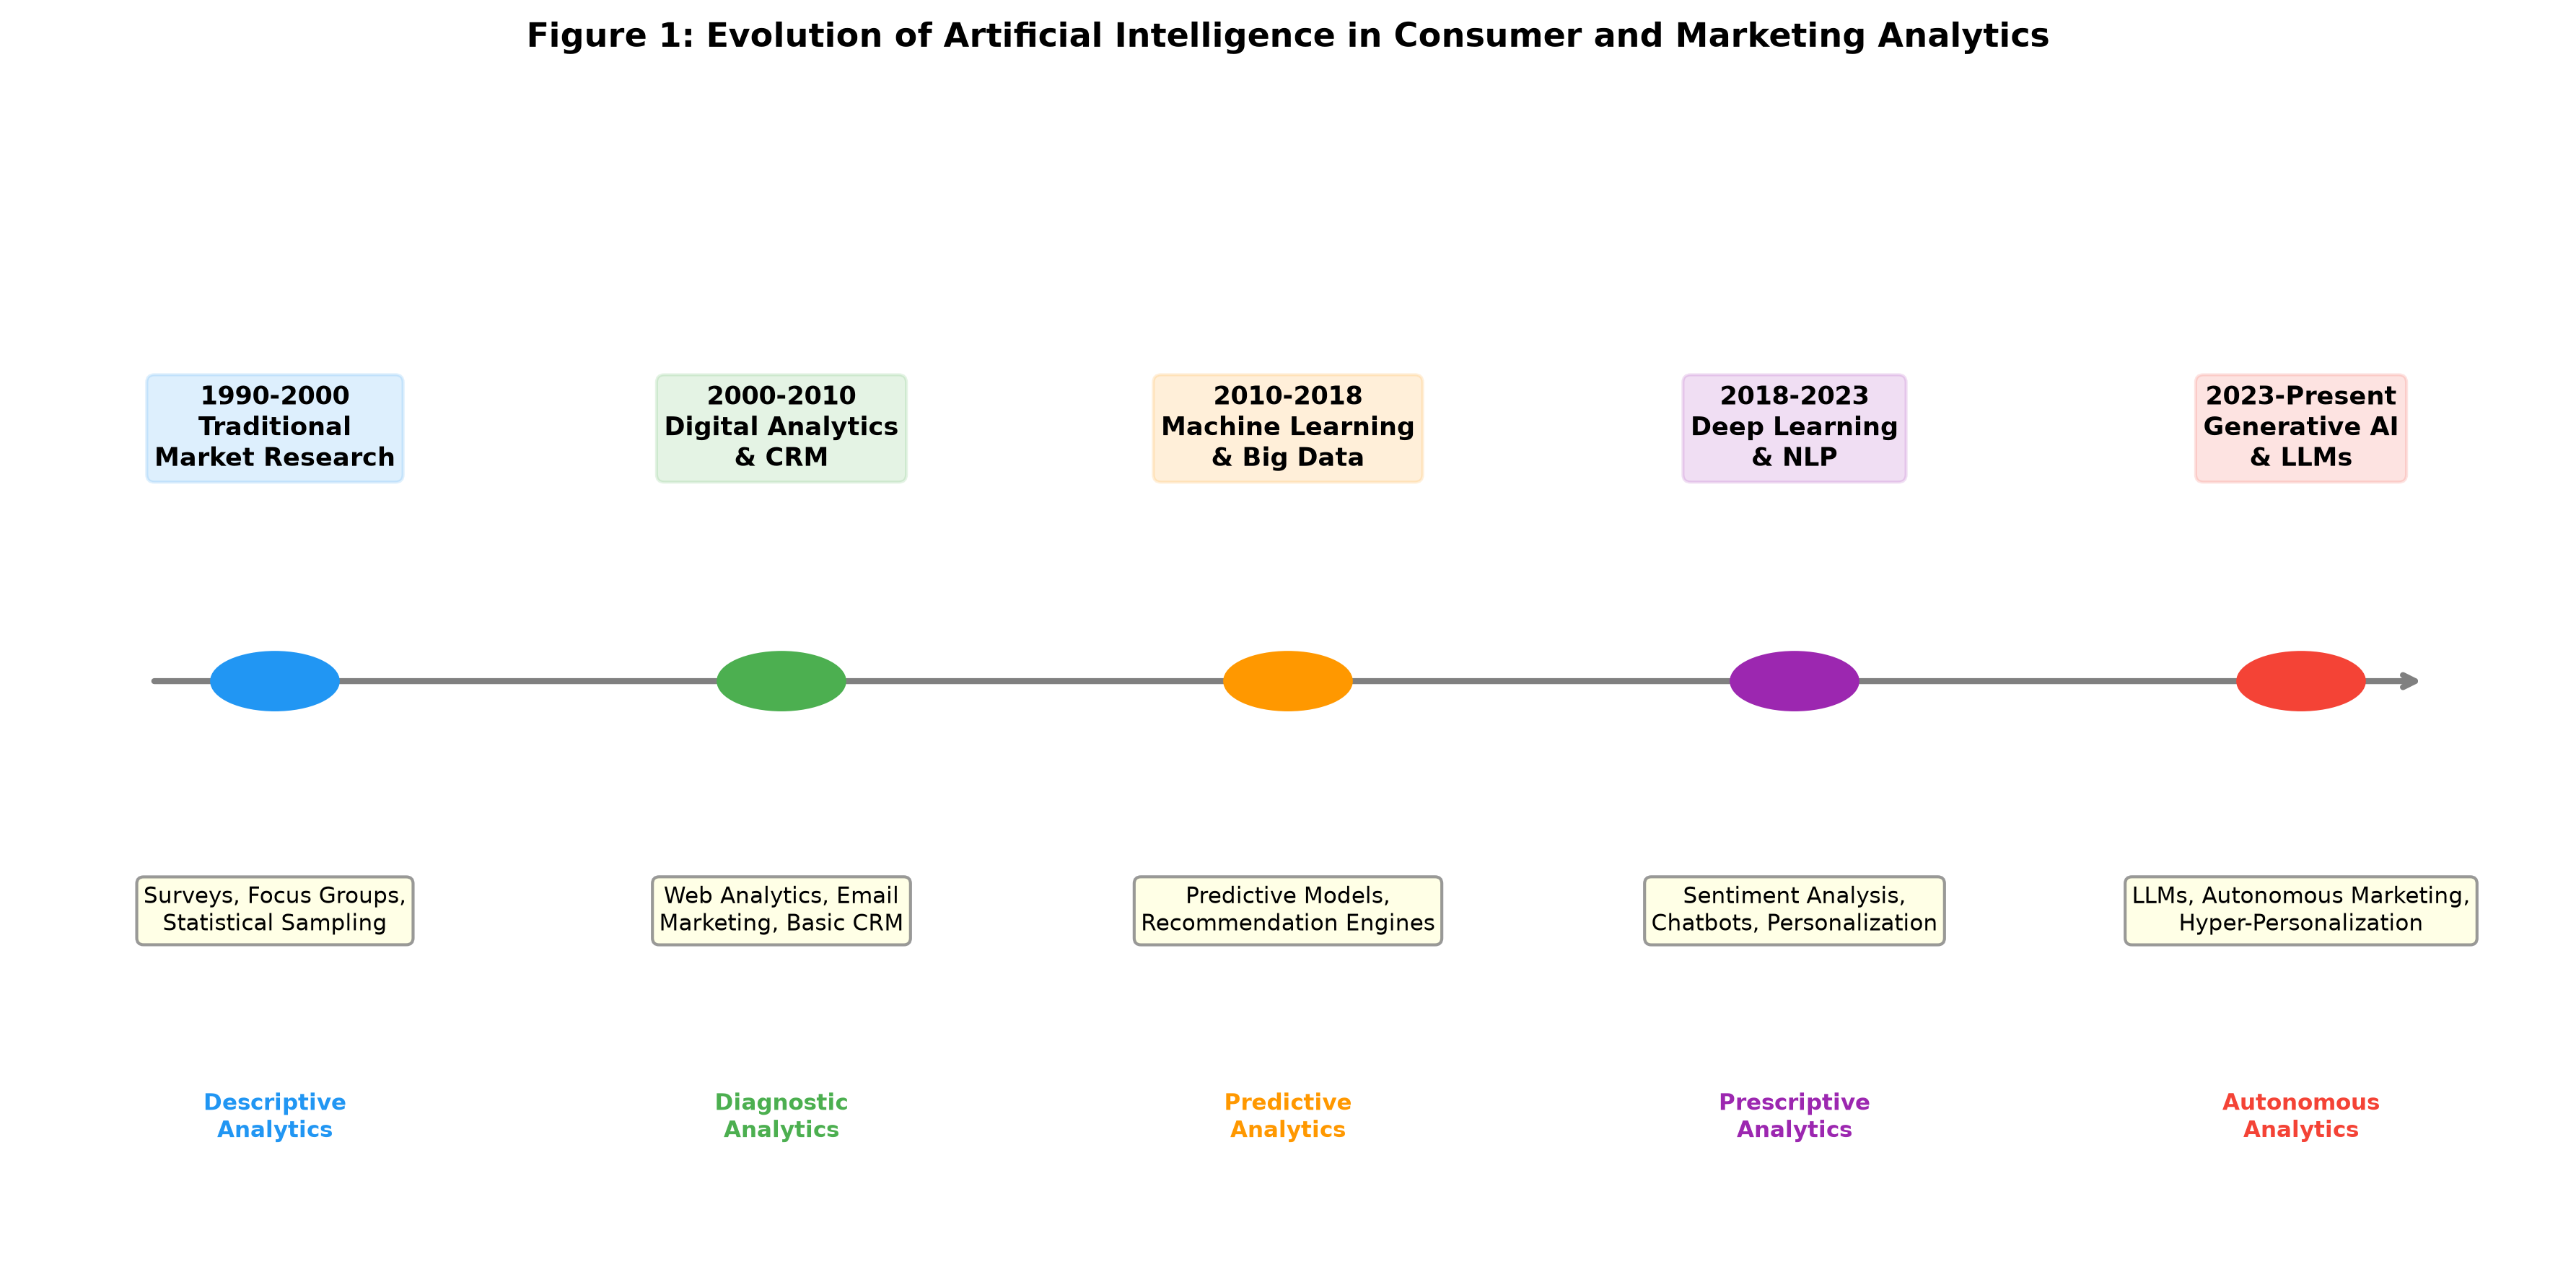 Figure 1: Evolution of Artificial Intelligence in Consumer and Marketing Analytics
1990-2000
Traditional
Market Research
2000-2010
Digital Analytics
& CRM
2010-2018
Machine Learning
& Big Data
2018-2023
Deep Learning
& NLP
2023-Present
Generative AI
& LLMs
Surveys, Focus Groups,
Statistical Sampling
Web Analytics, Email
Marketing, Basic CRM
Predictive Models,
Recommendation Engines
Sentiment Analysis,
Chatbots, Personalization
LLMs, Autonomous Marketing,
Hyper-Personalization
Descriptive
Analytics
Diagnostic
Analytics
Predictive
Analytics
Prescriptive
Analytics
Autonomous
Analytics